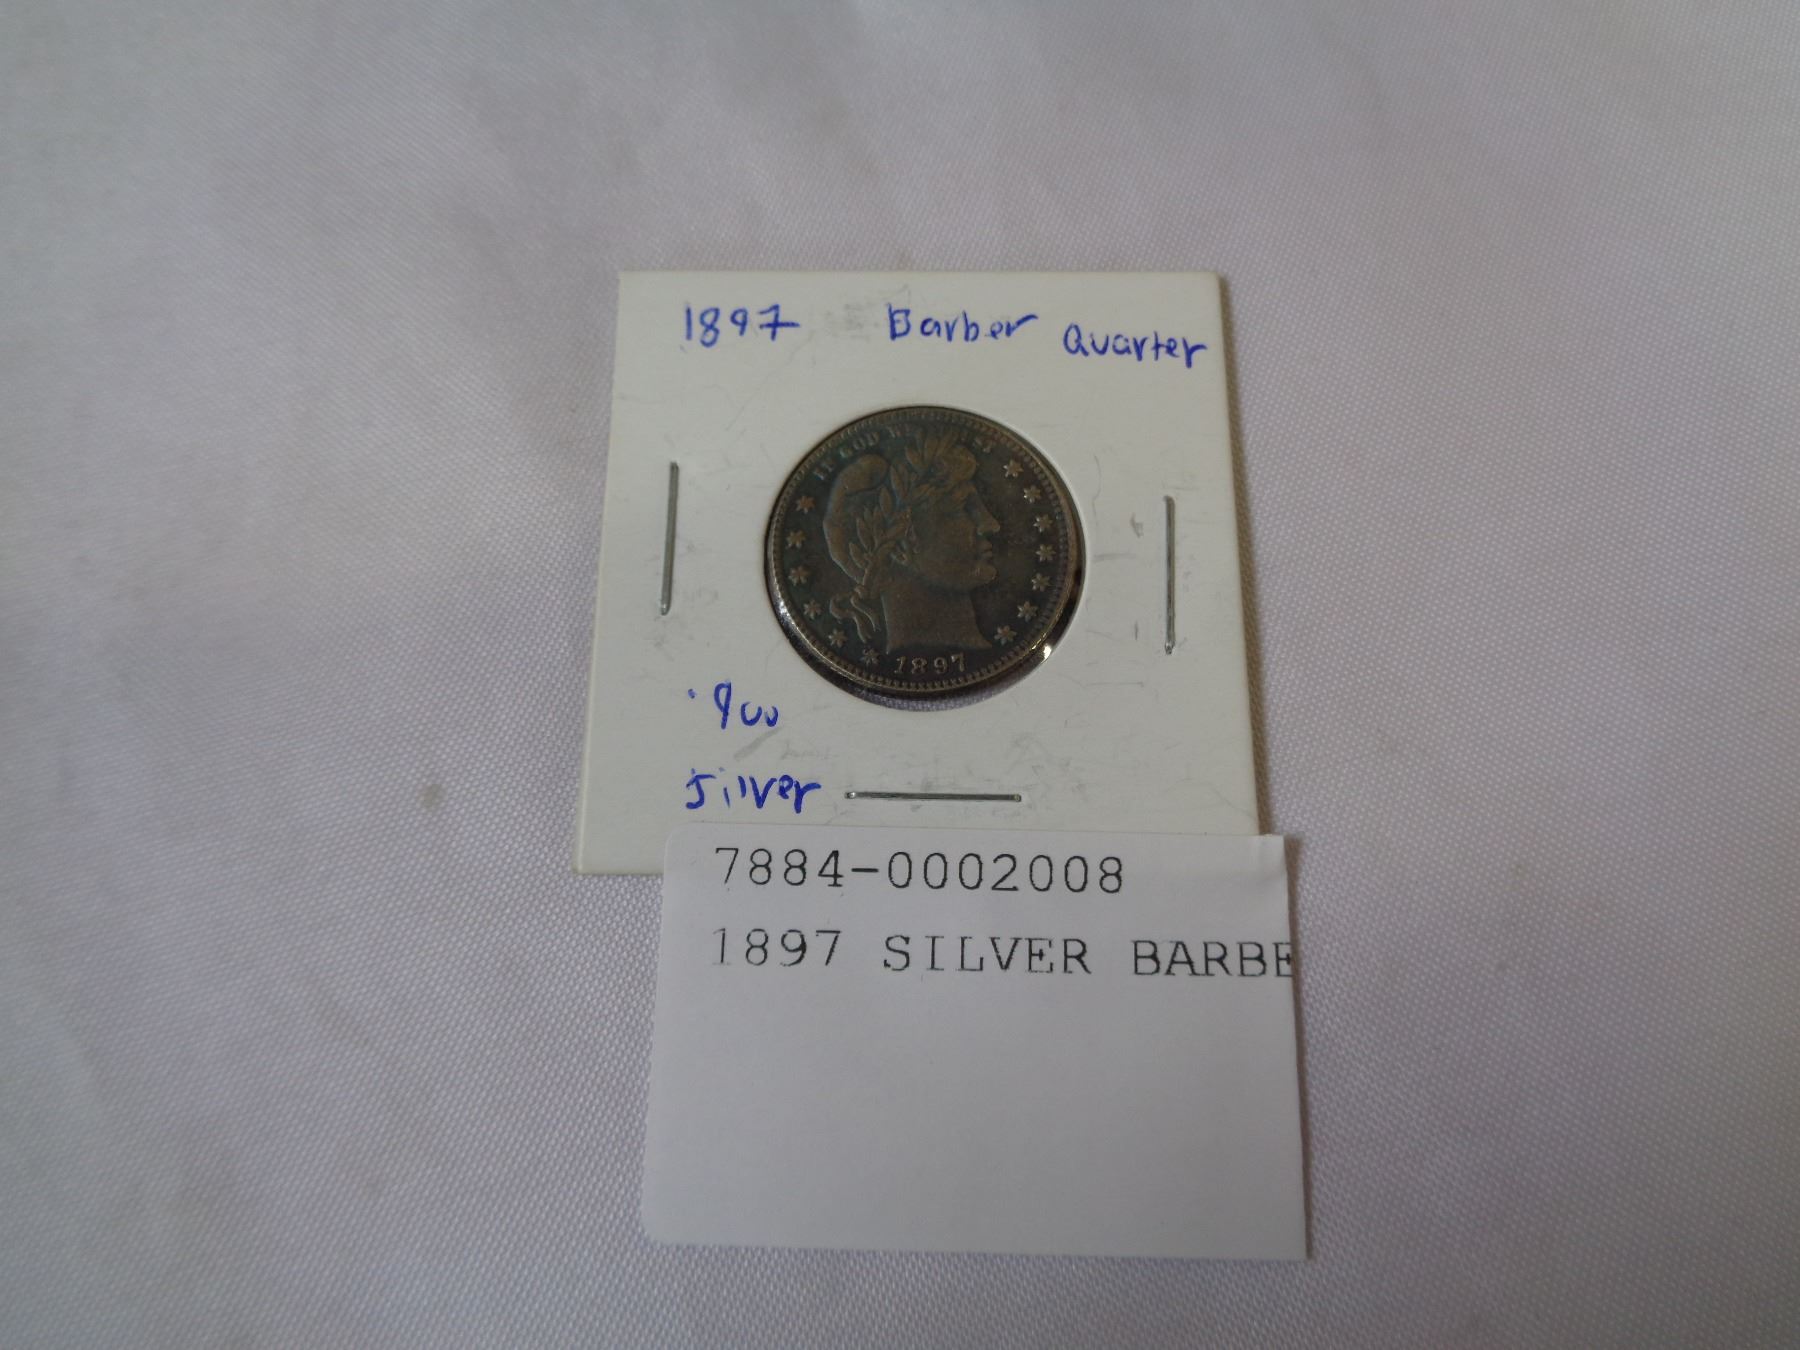 1897 Barber Quarter
IN GOD WE TRUST
1897
.900
Silver
7884-0002008
1897 SILVER BARBE